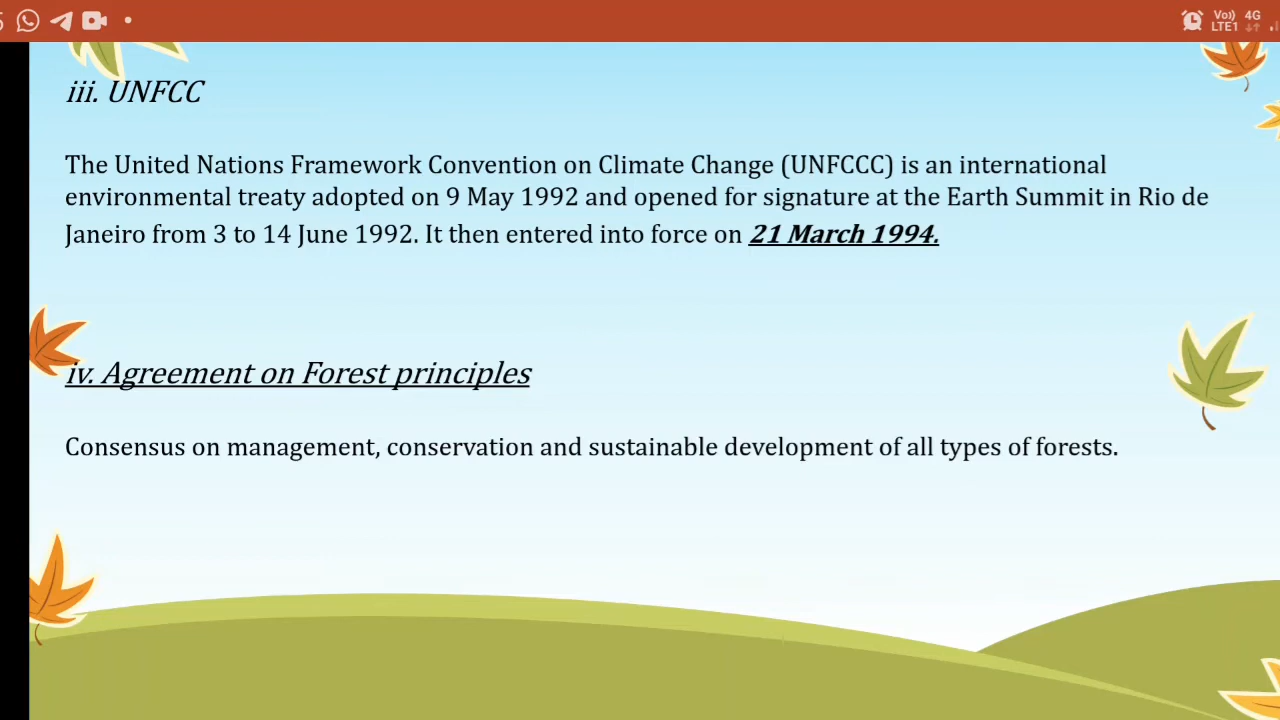 Vo) 4G
LTE1
iii. UNFCC
The United Nations Framework Convention on Climate Change (UNFCCC) is an international
environmental treaty adopted on 9 May 1992 and opened for signature at the Earth Summit in Rio de
Janeiro from 3 to 14 June 1992. It then entered into force on 21 March 1994.
iv. Agreement on Forest principles
Consensus on management, conservation and sustainable development of all types of forests.